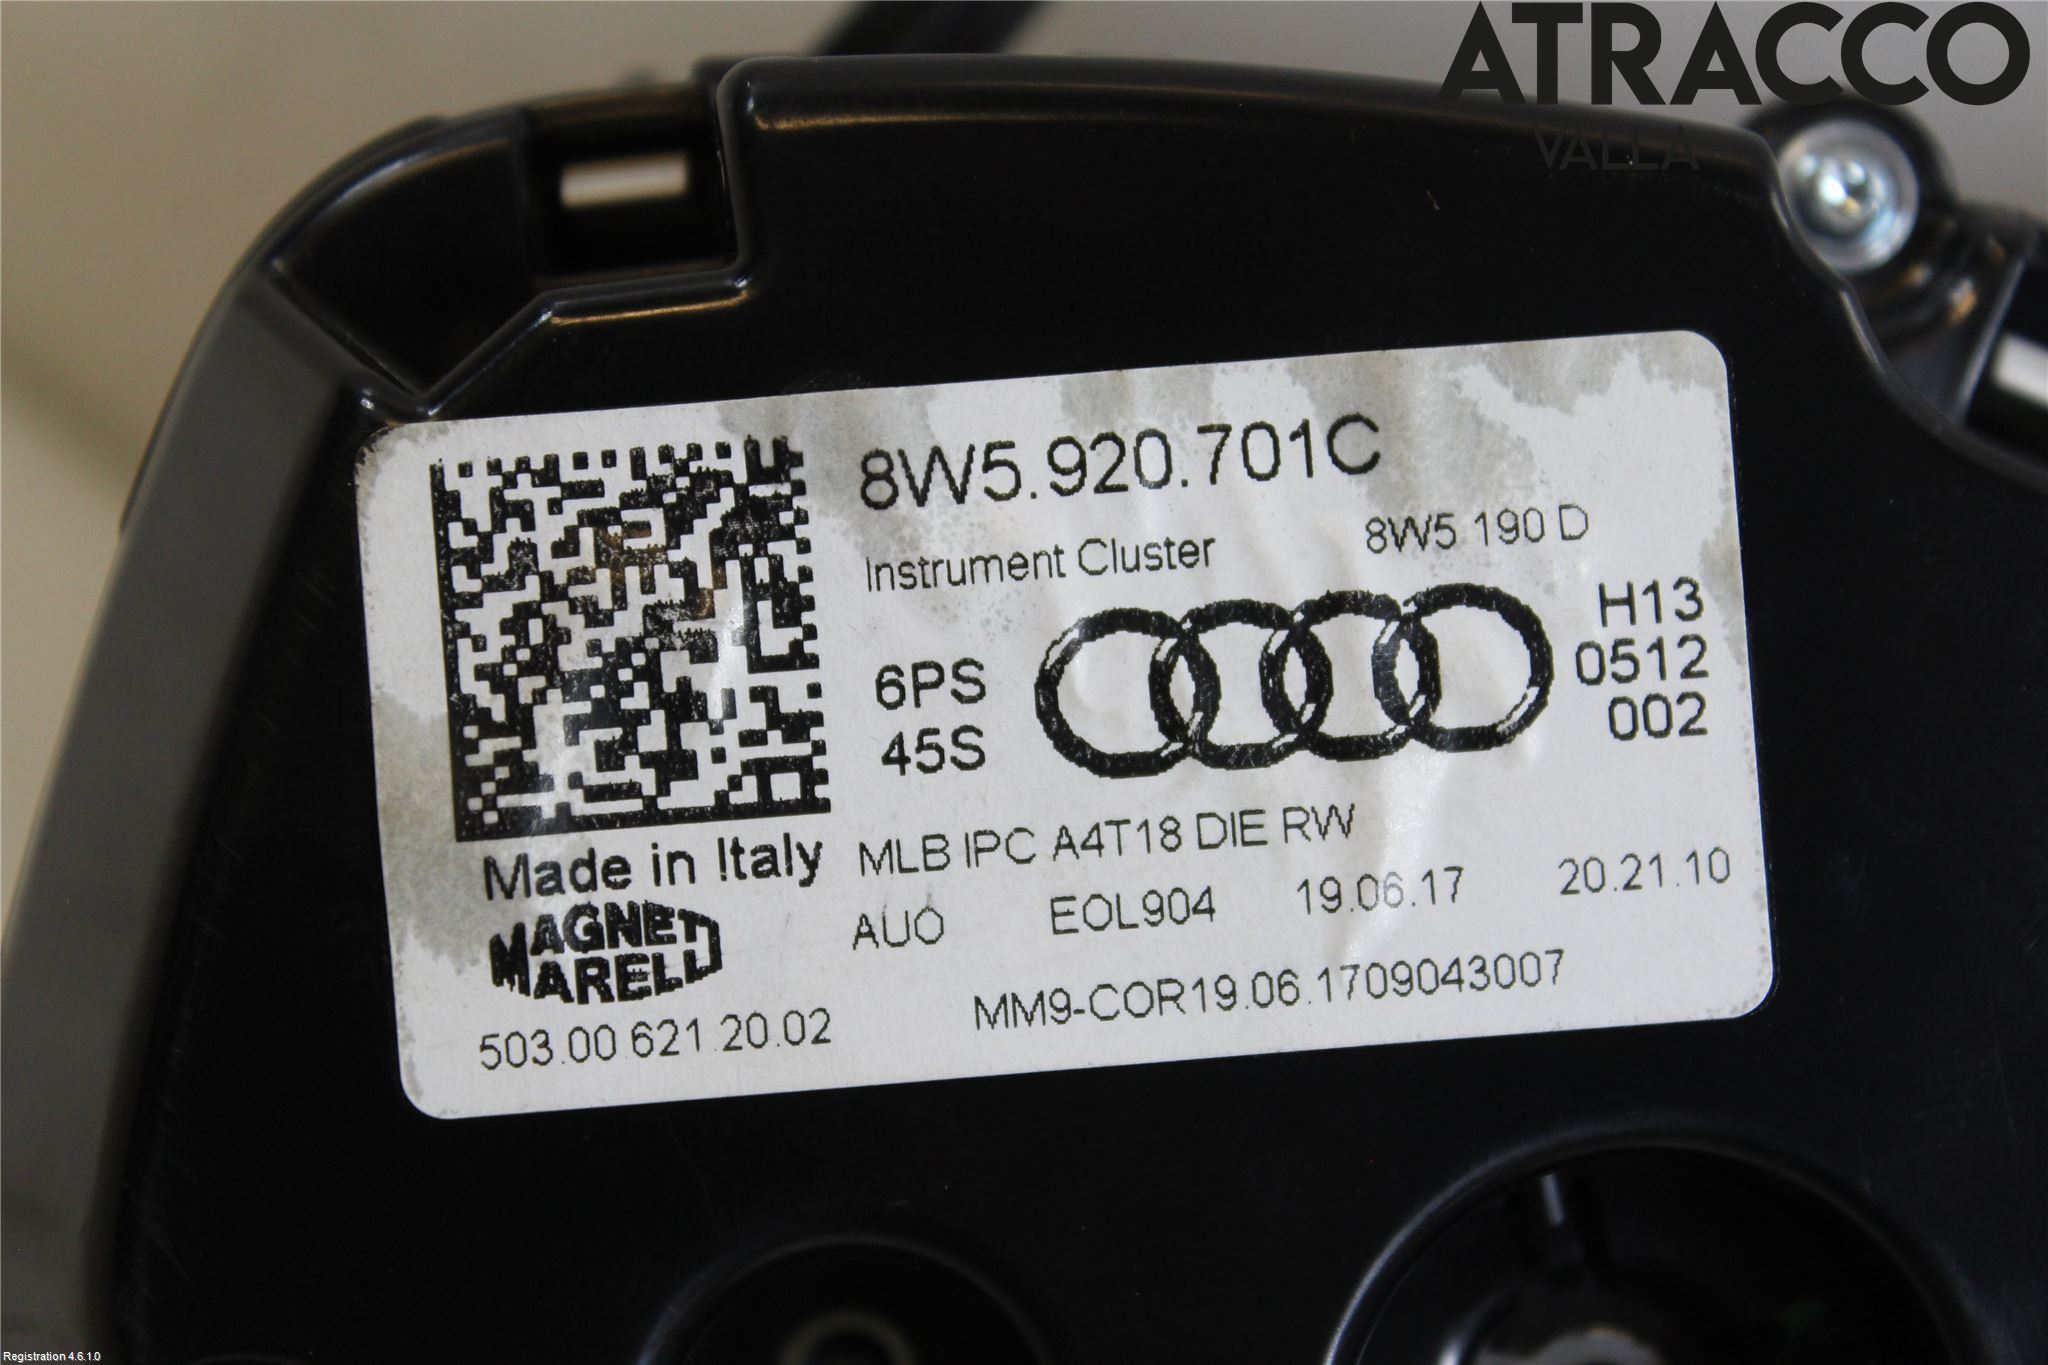 ATRACCO
VALLA
8W5.920.701C
Instrument Cluster 8W5 190 D
6PS
45S
H13
0512
002
Made in Italy
MAGNETI
MARELLI
503.00.621.20.02
MLB IPC A4T18 DIE RW
AUO EOL904 19.06.17 20.21.10
MM9-COR19.06.1709043007
Registration 4.6.1.0